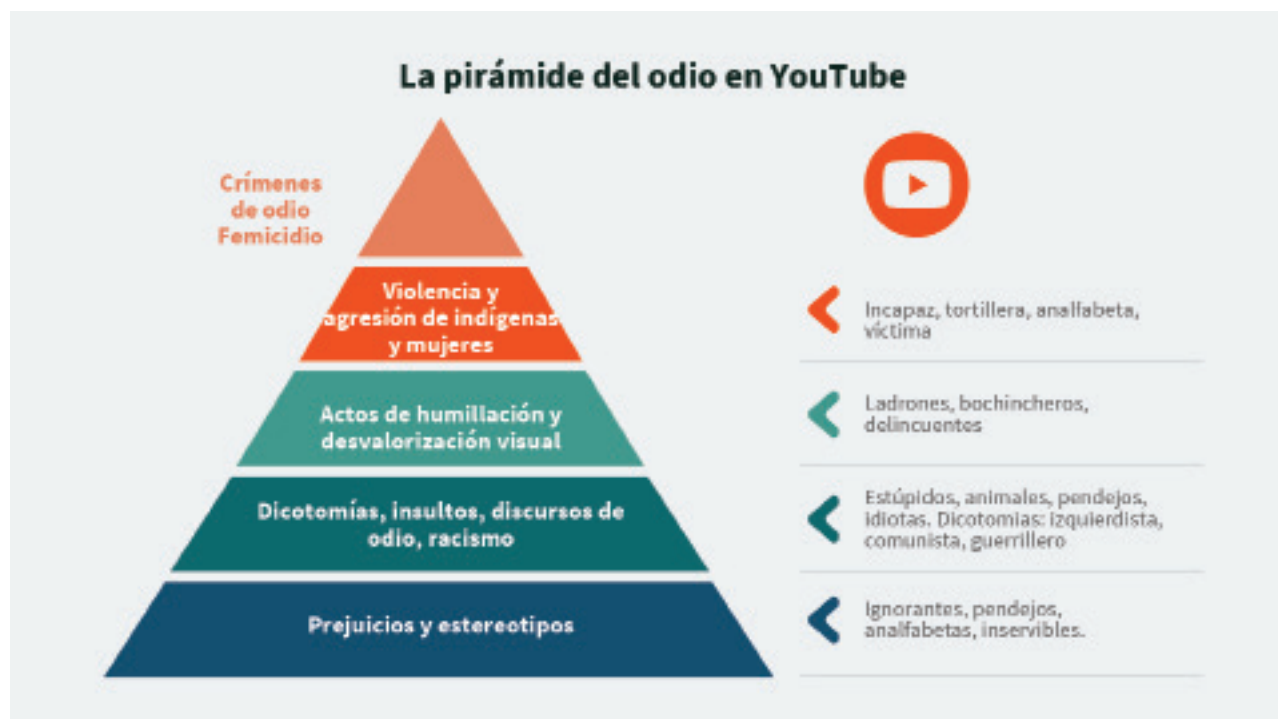 La pirámide del odio en YouTube
Crímenes
de odio
Femicidio
Violencia y
agresión de indígenas
y mujeres
Incapaz, tortillera, analfabeta,
víctima
Actos de humillación y
desvalorización visual
Ladrones, bochincheros,
delincuentes
Dicotomías, insultos, discursos de
odio, racismo
Estúpidos, animales, pendejos,
idiotas. Dicotomias: izquierdista,
comunista, guerrillero
Prejuicios y estereotipos
Ignorantes, pendejos,
analfabetas, inservibles.